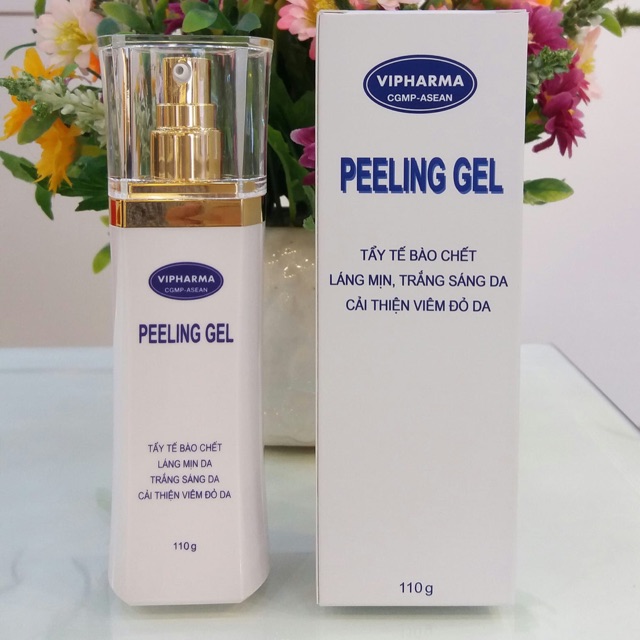 VIPHARMA
CGMP-ASEAN
PEELING GEL
TẨY TẾ BÀO CHẾT
LÁNG MỊN DA
TRẮNG SÁNG DA
CẢI THIỆN VIÊM ĐỎ DA
110g
VIPHARMA
CGMP-ASEAN
PEELING GEL
TẨY TẾ BÀO CHẾT
LÁNG MỊN, TRẮNG SÁNG DA
CẢI THIỆN VIÊM ĐỎ DA
110g